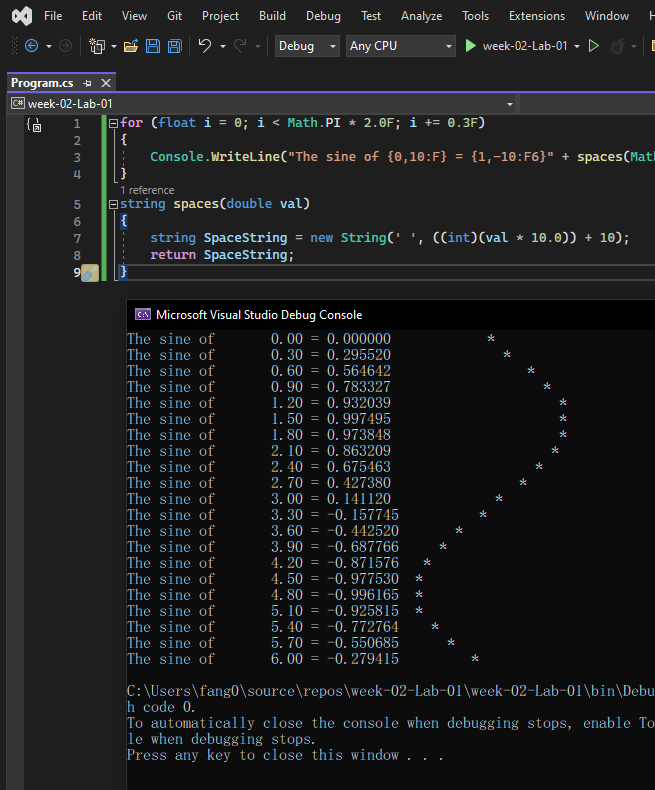 File Edit View Git Project Build Debug Test Analyze Tools Extensions Window
Debug Any CPU week-02-Lab-01
Program.cs
C# week-02-Lab-01
1 for (float i = 0; i < Math.PI * 2.0F; i += 0.3F)
2 {
3 Console.WriteLine("The sine of {0,10:F} = {1,-10:F6}" + spaces(Mat
4 }
1 reference
5 string spaces(double val)
6 {
7 string SpaceString = new String(' ', ((int)(val * 10.0)) + 10);
8 return SpaceString;
9 }
Microsoft Visual Studio Debug Console
The sine of 0.00 = 0.000000 *
The sine of 0.30 = 0.295520 *
The sine of 0.60 = 0.564642 *
The sine of 0.90 = 0.783327 *
The sine of 1.20 = 0.932039 *
The sine of 1.50 = 0.997495 *
The sine of 1.80 = 0.973848 *
The sine of 2.10 = 0.863209 *
The sine of 2.40 = 0.675463 *
The sine of 2.70 = 0.427380 *
The sine of 3.00 = 0.141120 *
The sine of 3.30 = -0.157745 *
The sine of 3.60 = -0.442520 *
The sine of 3.90 = -0.687766 *
The sine of 4.20 = -0.871576 *
The sine of 4.50 = -0.977530 *
The sine of 4.80 = -0.996165 *
The sine of 5.10 = -0.925815 *
The sine of 5.40 = -0.772764 *
The sine of 5.70 = -0.550685 *
The sine of 6.00 = -0.279415 *
C:\Users\fang0\source\repos\week-02-Lab-01\week-02-Lab-01\bin\Debu
h code 0.
To automatically close the console when debugging stops, enable To
le when debugging stops.
Press any key to close this window . . .